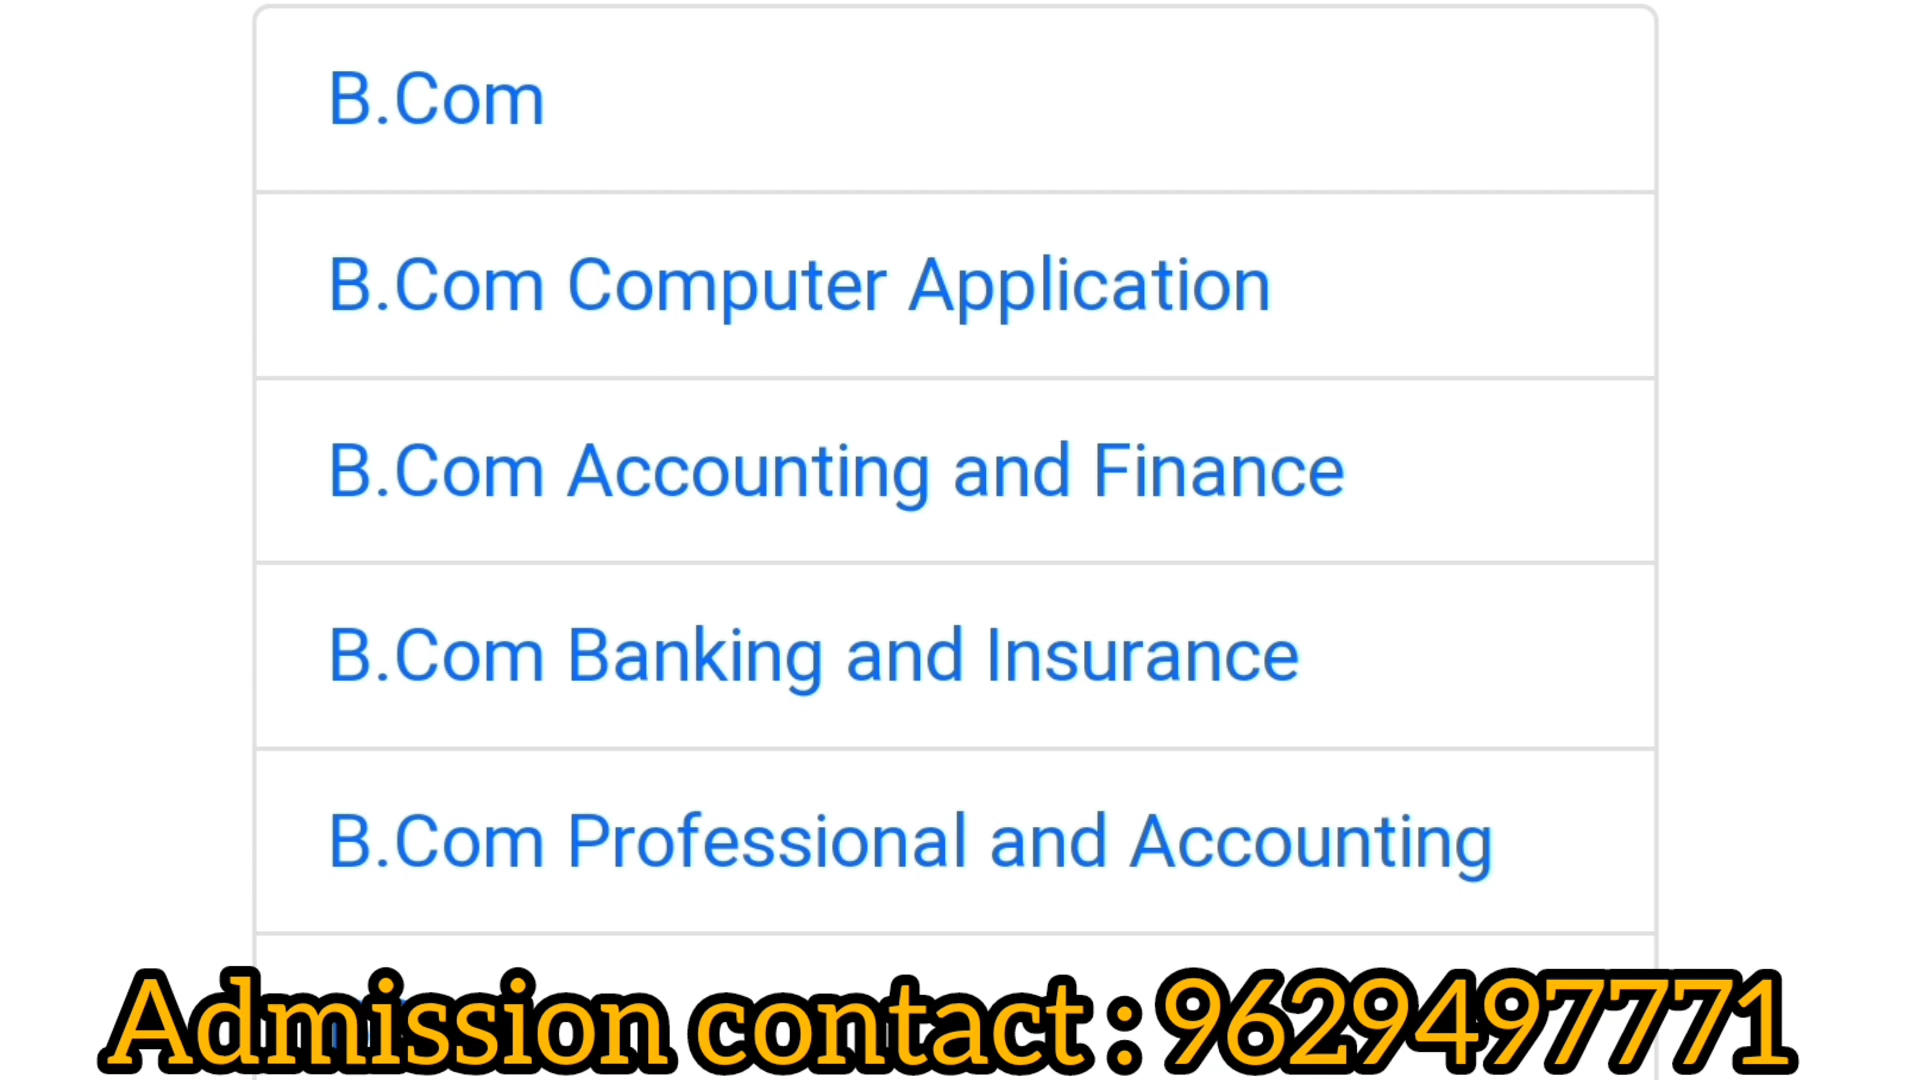 B.Com
B.Com Computer Application
B.Com Accounting and Finance
B.Com Banking and Insurance
B.Com Professional and Accounting
Admission contact : 9629497771